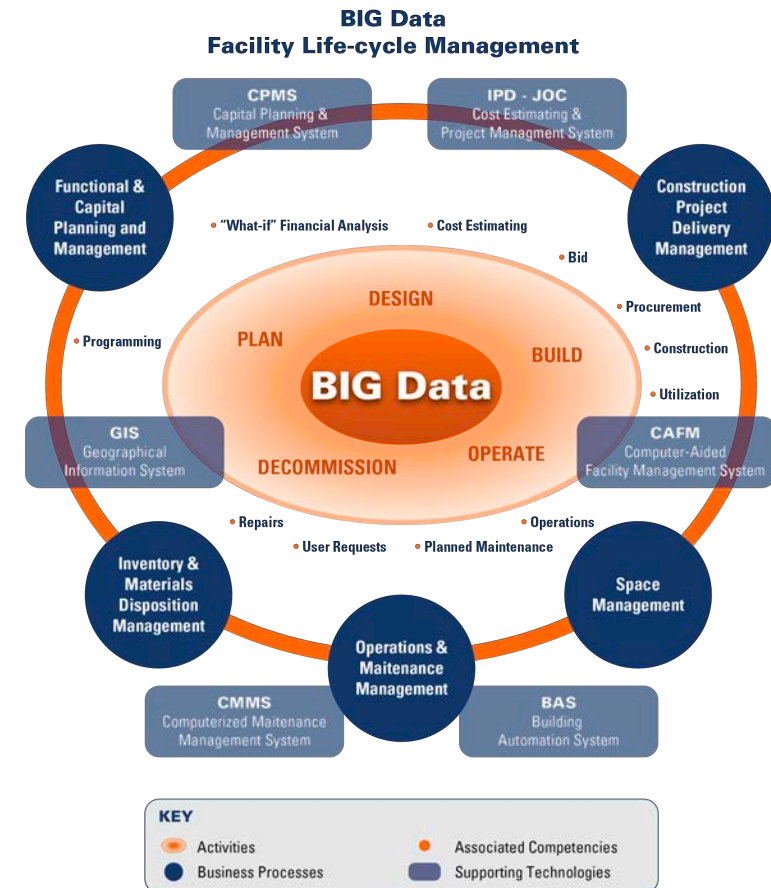 BIG Data
Facility Life-cycle Management
CPMS
Capital Planning &
Management System
IPD - JOC
Cost Estimating &
Project Managment System
Functional &
Capital
Planning and
Management
Construction
Project
Delivery
Management
• "What-if" Financial Analysis
• Cost Estimating
• Bid
• Procurement
• Construction
• Utilization
• Programming
DESIGN
PLAN
BUILD
BIG Data
DECOMMISSION
OPERATE
GIS
Geographical
Information System
CAFM
Computer-Aided
Facility Management System
• Repairs
• User Requests
• Planned Maintenance
• Operations
Inventory &
Materials
Disposition
Management
Space
Management
Operations &
Maitenance
Management
CMMS
Computerized Maitenance
Management System
BAS
Building
Automation System
KEY
Activities
Associated Competencies
Business Processes
Supporting Technologies